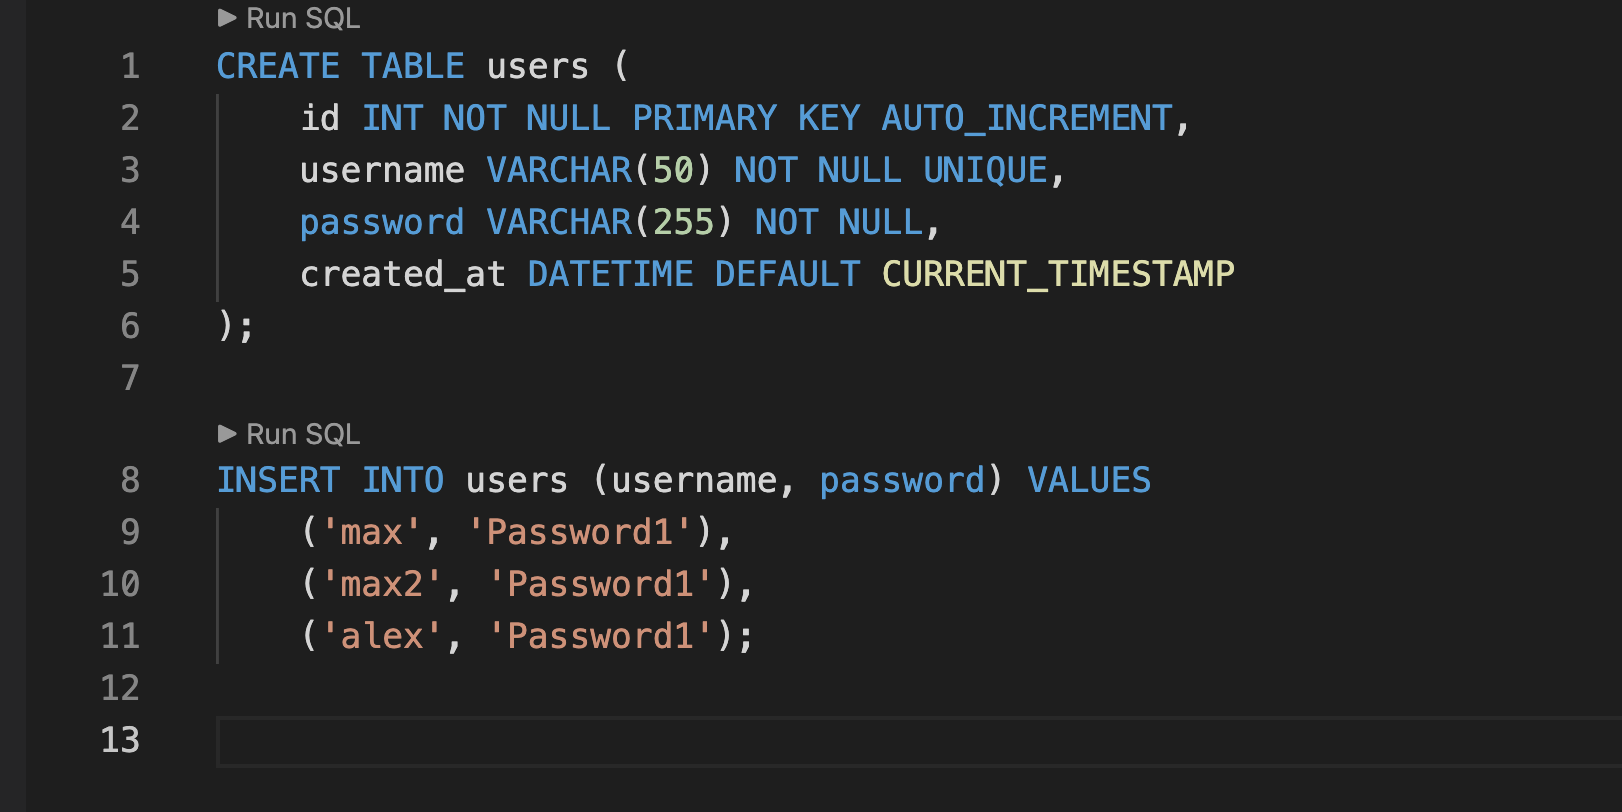 Run SQL
1 CREATE TABLE users (
2 id INT NOT NULL PRIMARY KEY AUTO_INCREMENT,
3 username VARCHAR(50) NOT NULL UNIQUE,
4 password VARCHAR(255) NOT NULL,
5 created_at DATETIME DEFAULT CURRENT_TIMESTAMP
6 );
7
Run SQL
8 INSERT INTO users (username, password) VALUES
9 ('max', 'Password1'),
10 ('max2', 'Password1'),
11 ('alex', 'Password1');
12
13